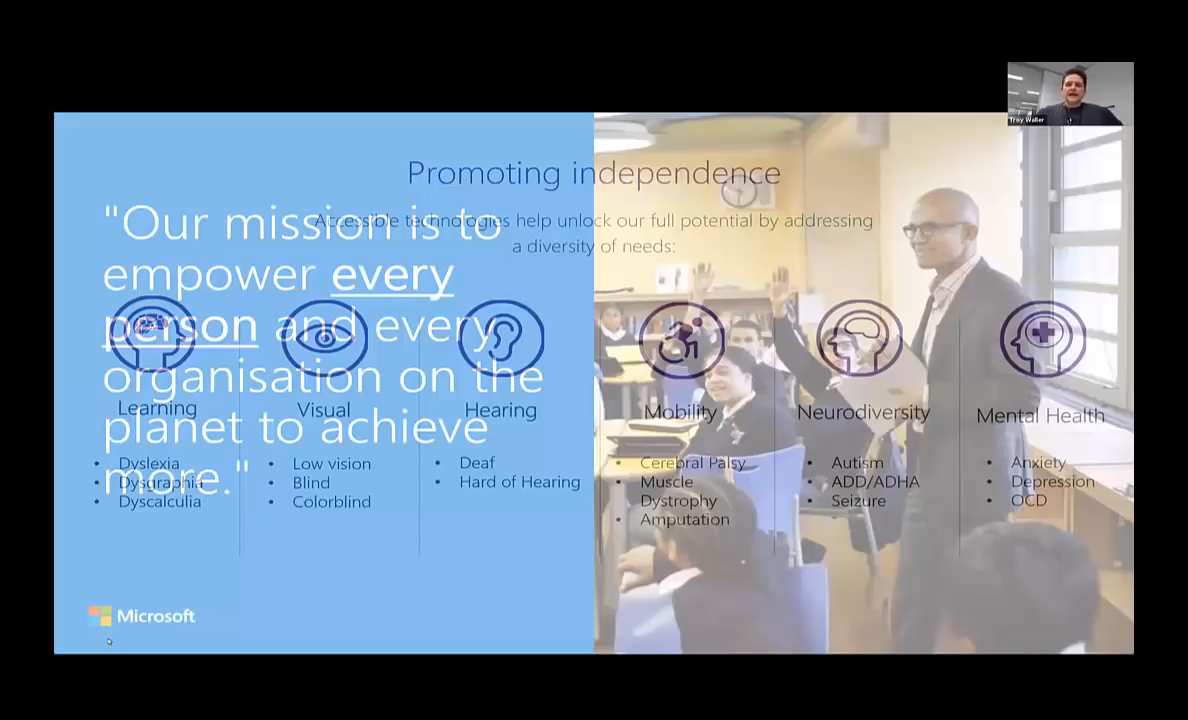 Troy Waller
Promoting independence
Accessible technologies help unlock our full potential by addressing
a diversity of needs:
"Our mission is to
empower every
person and every
organisation on the
planet to achieve
more."
Learning
Visual
Hearing
Mobility
Neurodiversity
Mental Health
• Dyslexia
• Dysgraphia
• Dyscalculia
• Low vision
• Blind
• Colorblind
• Deaf
• Hard of Hearing
• Cerebral Palsy
• Muscle
• Dystrophy
• Amputation
• Autism
• ADD/ADHA
• Seizure
• Anxiety
• Depression
• OCD
Microsoft